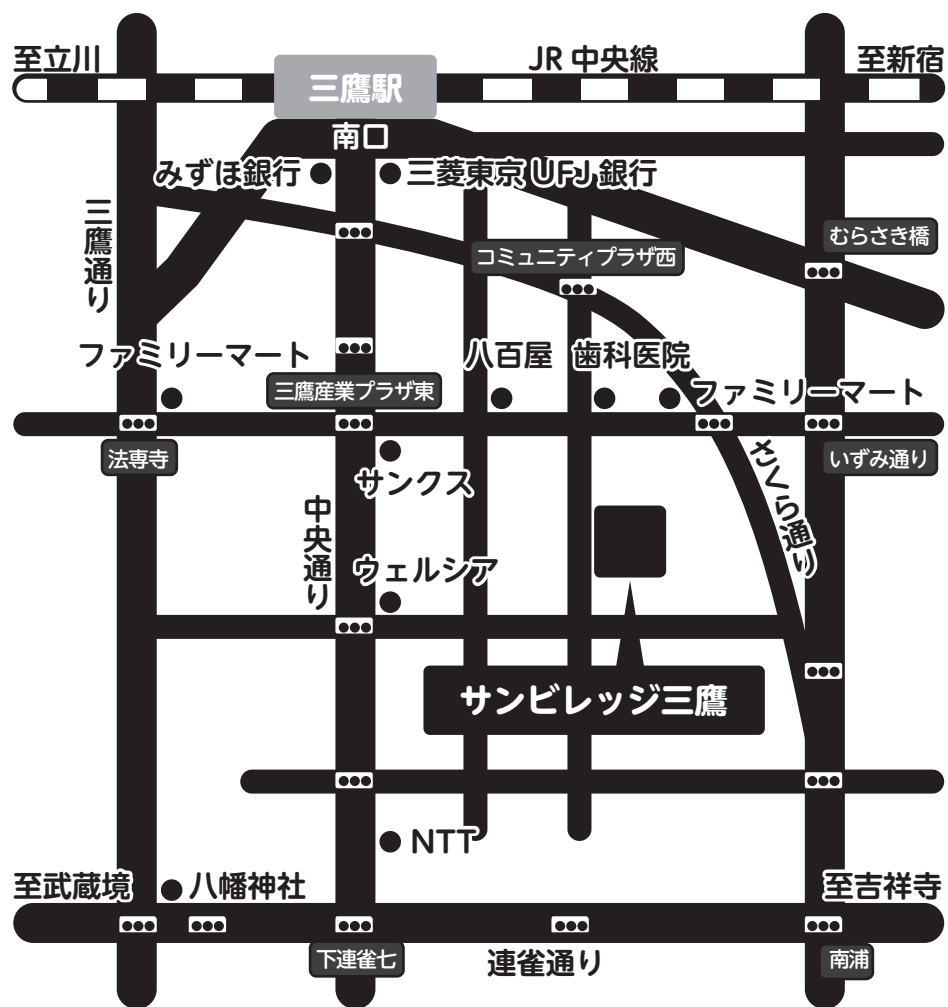 至立川
三鷹駅
JR 中央線
至新宿
南口
みずほ銀行
三菱東京 UFJ 銀行
三鷹通り
むらさき橋
コミュニティプラザ西
ファミリーマート
八百屋
歯科医院
三鷹産業プラザ東
ファミリーマート
法専寺
いずみ通り
サンクス
さくら通り
中央通り
ウェルシア
サンビレッジ三鷹
NTT
至武蔵境
八幡神社
至吉祥寺
下連雀七
連雀通り
南浦